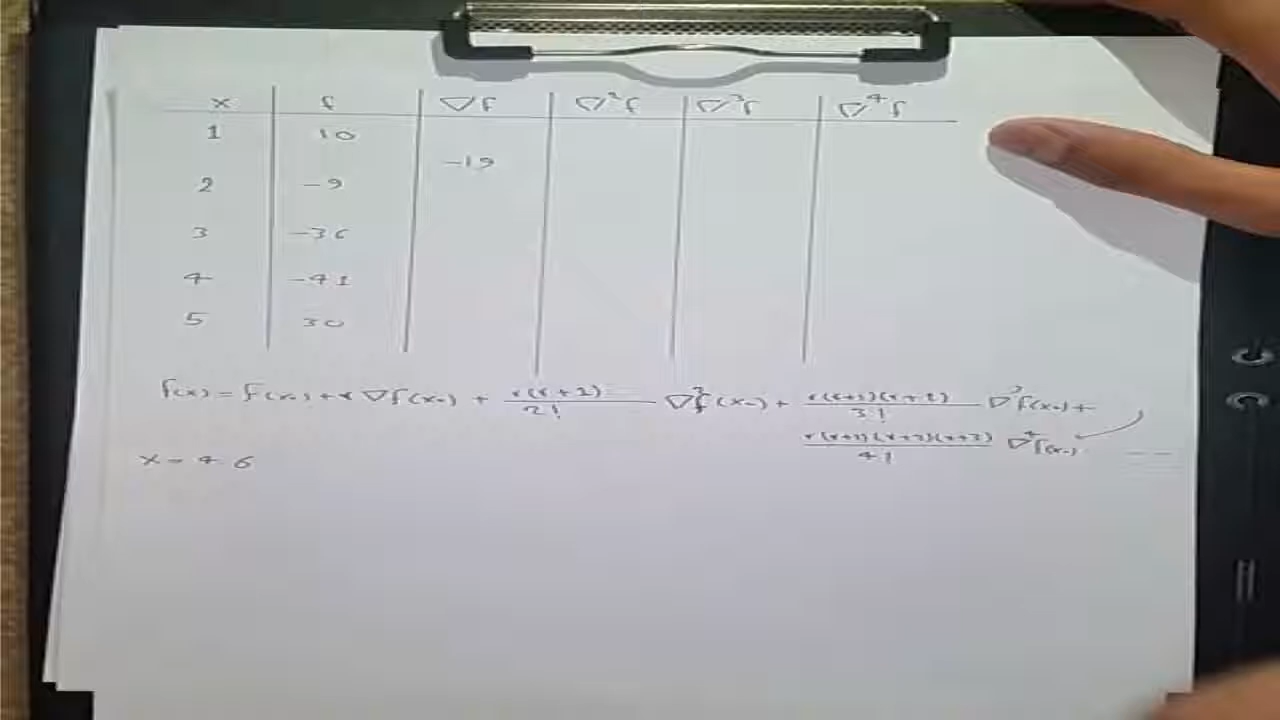 x f ∇f ∇²f ∇³f ∇⁴f
1 10
-19
2 -9
3 -36
4 -41
5 30
f(x) = f(x₀) + r ∇f(x₀) + r(r+1)/2! ∇²f(x₀) + r(r+1)(r+2)/3! ∇³f(x₀) +
r(r+1)(r+2)(r+3)/4! ∇⁴f(x₀) ---
x = 4.6